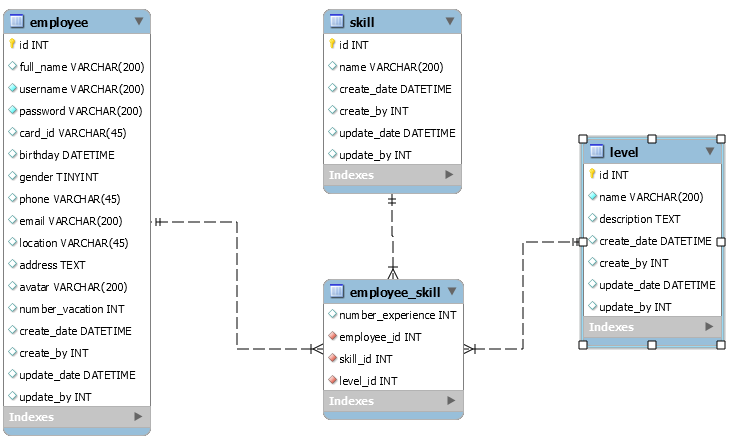 employee
id INT
full_name VARCHAR(200)
username VARCHAR(200)
password VARCHAR(200)
card_id VARCHAR(45)
birthday DATETIME
gender TINYINT
phone VARCHAR(45)
email VARCHAR(200)
location VARCHAR(45)
address TEXT
avatar VARCHAR(200)
number_vacation INT
create_date DATETIME
create_by INT
update_date DATETIME
update_by INT
Indexes
skill
id INT
name VARCHAR(200)
create_date DATETIME
create_by INT
update_date DATETIME
update_by INT
Indexes
employee_skill
number_experience INT
employee_id INT
skill_id INT
level_id INT
Indexes
level
id INT
name VARCHAR(200)
description TEXT
create_date DATETIME
create_by INT
update_date DATETIME
update_by INT
Indexes